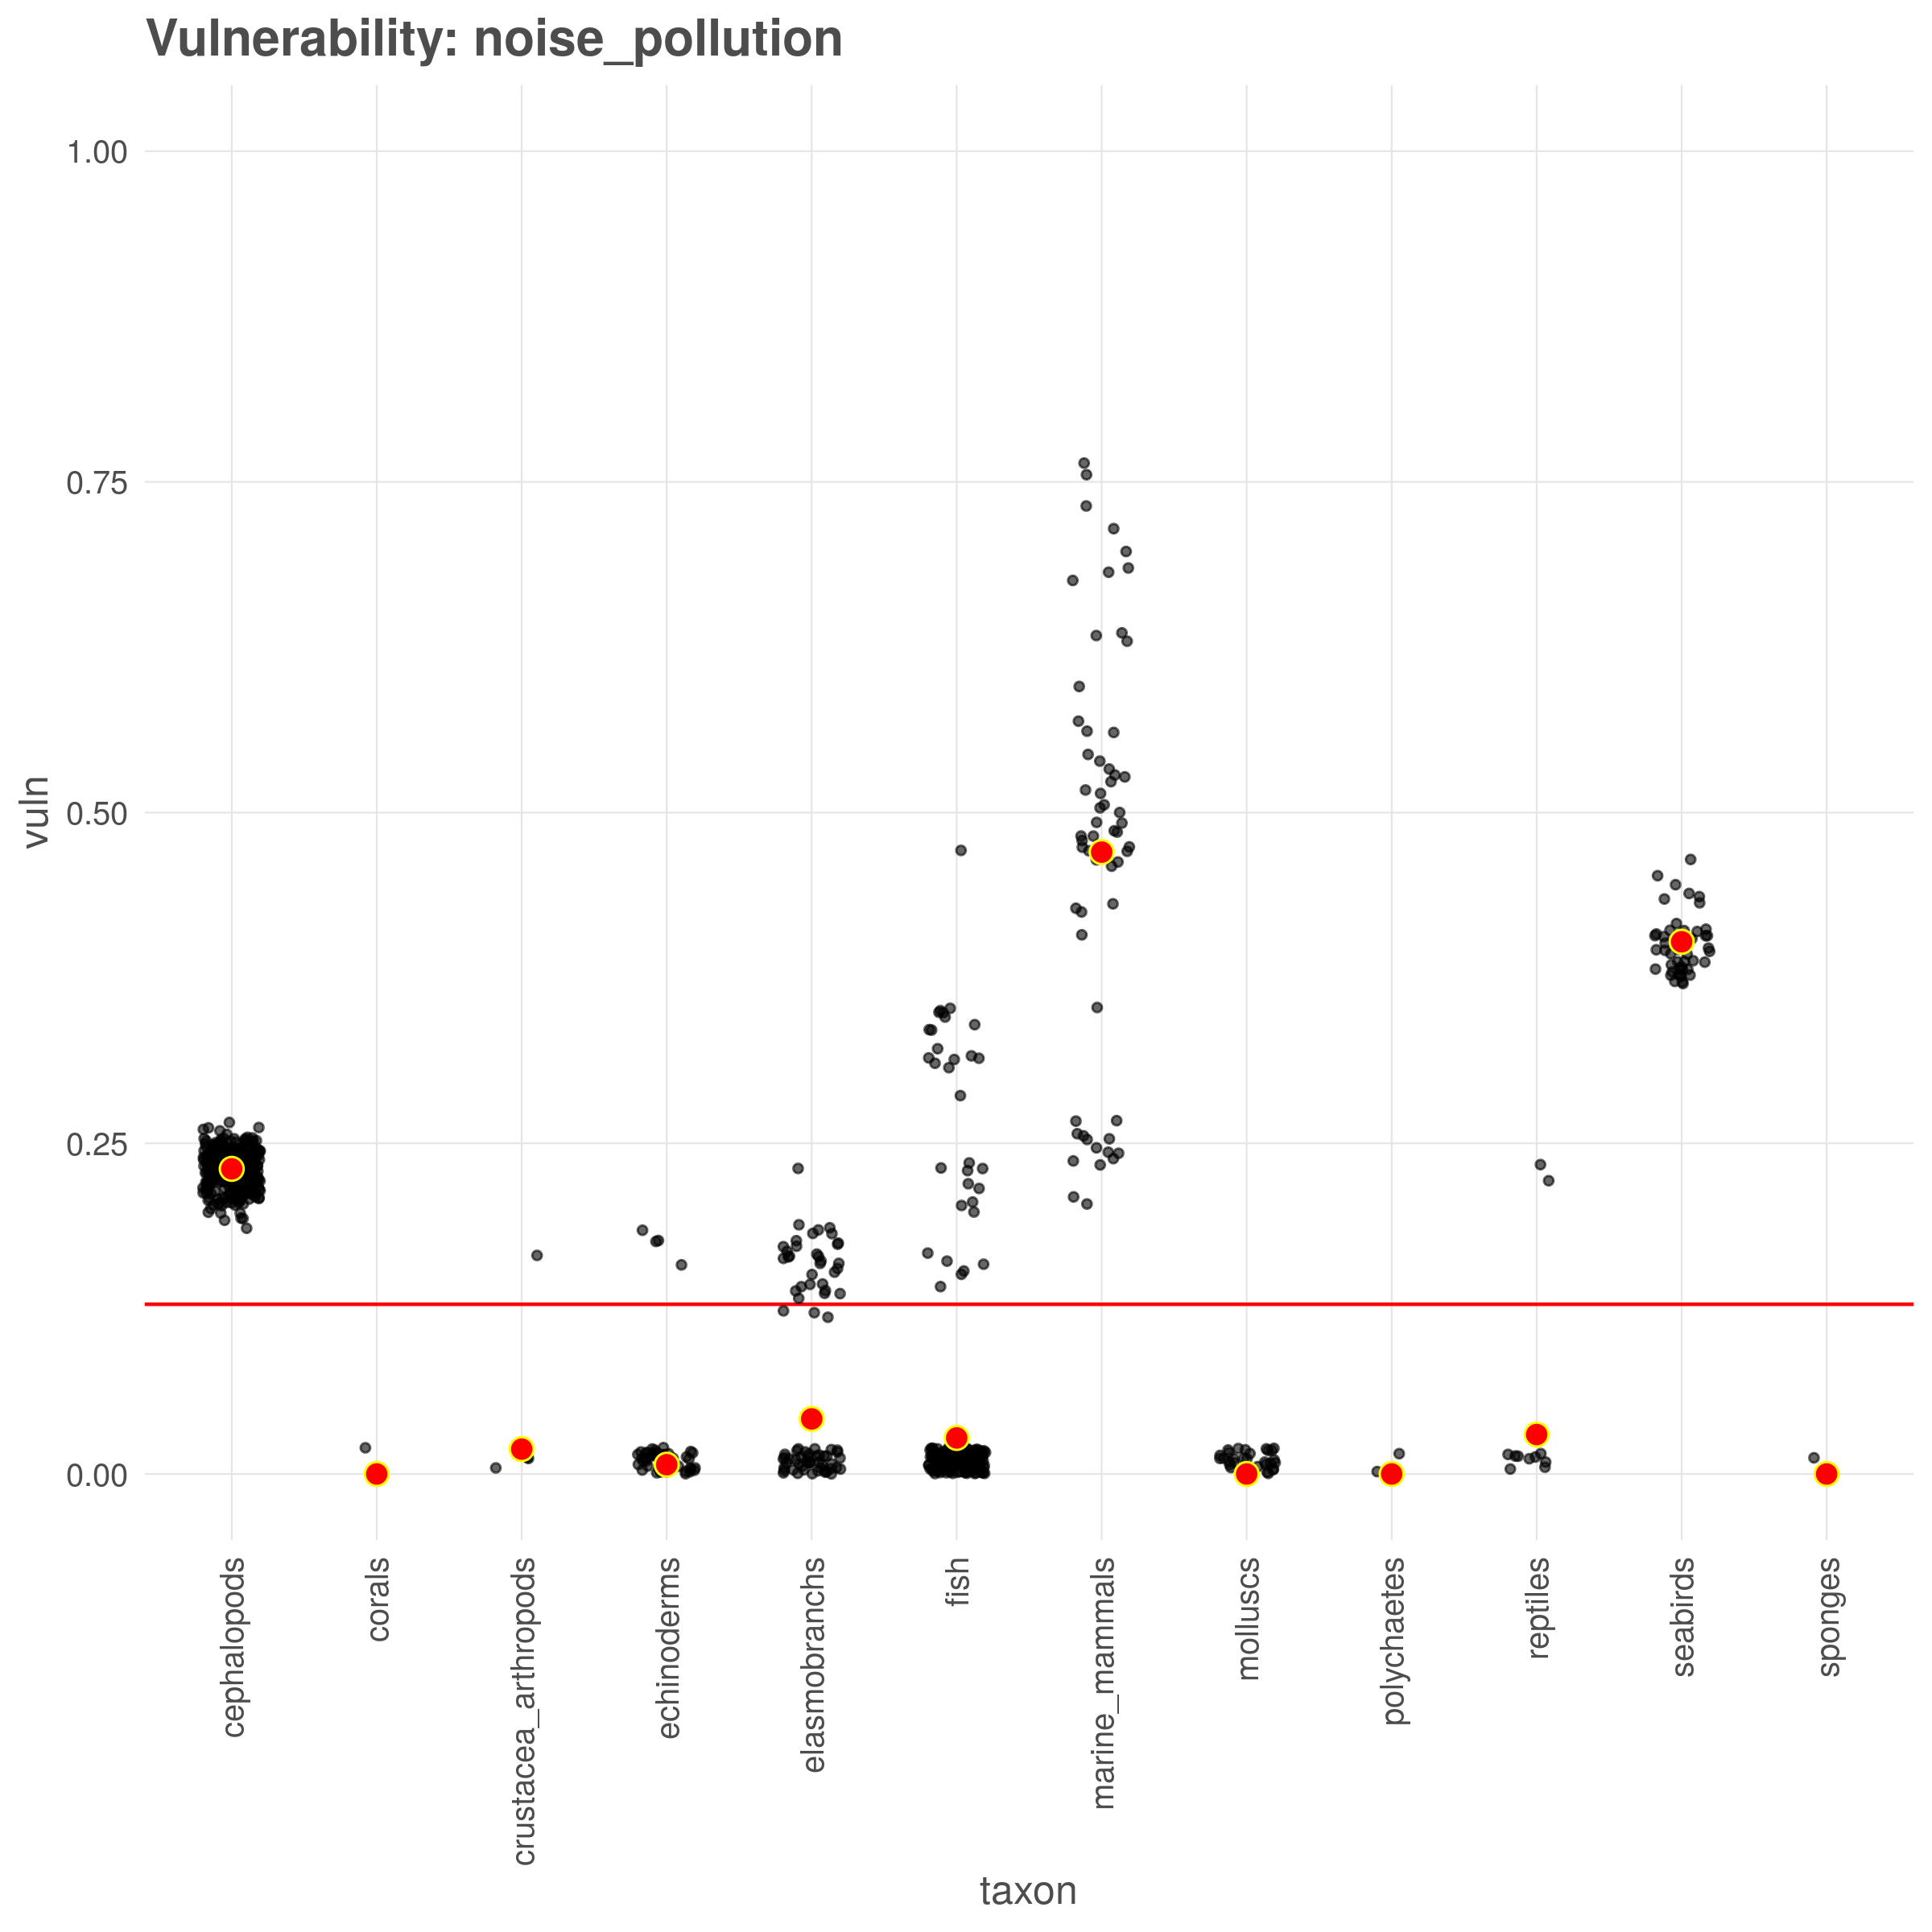 Vulnerability: noise_pollution
vuln
1.00
0.75
0.50
0.25
0.00
cephalopods
corals
crustacea_arthropods
echinoderms
elasmobranchs
fish
marine_mammals
molluscs
polychaetes
reptiles
seabirds
sponges
taxon